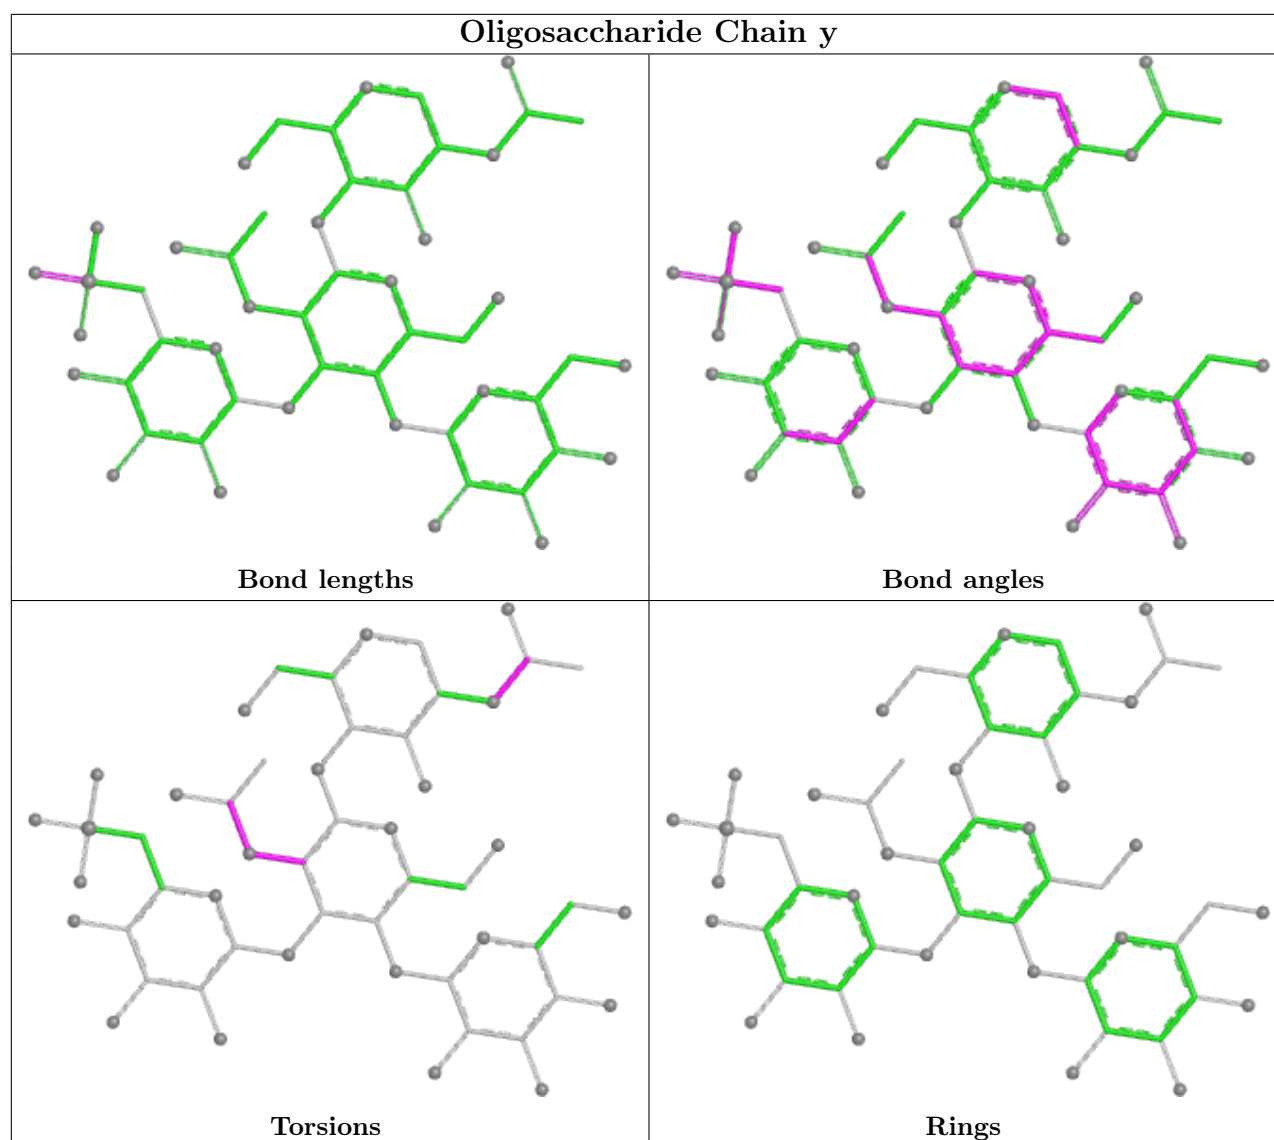 Oligosaccharide Chain y
Bond lengths
Bond angles
Torsions
Rings